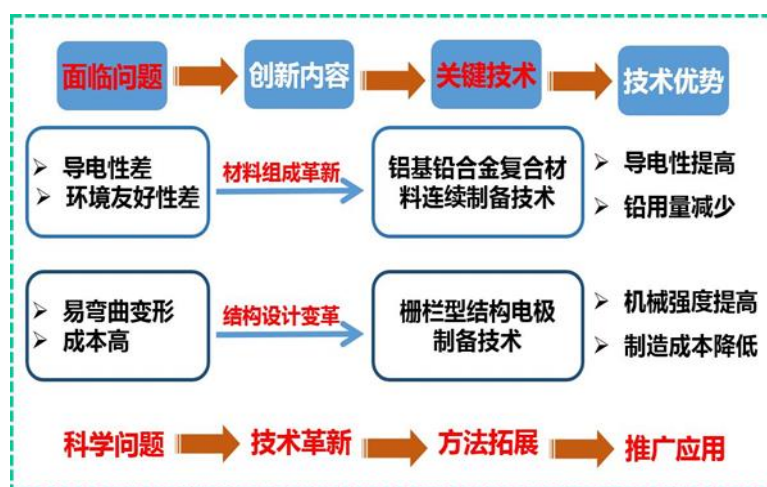 面临问题
创新内容
关键技术
技术优势
导电性差
环境友好性差
材料组成革新
铝基铅合金复合材
料连续制备技术
导电性提高
铅用量减少
易弯曲变形
成本高
结构设计变革
栅栏型结构电极
制备技术
机械强度提高
制造成本降低
科学问题
技术革新
方法拓展
推广应用